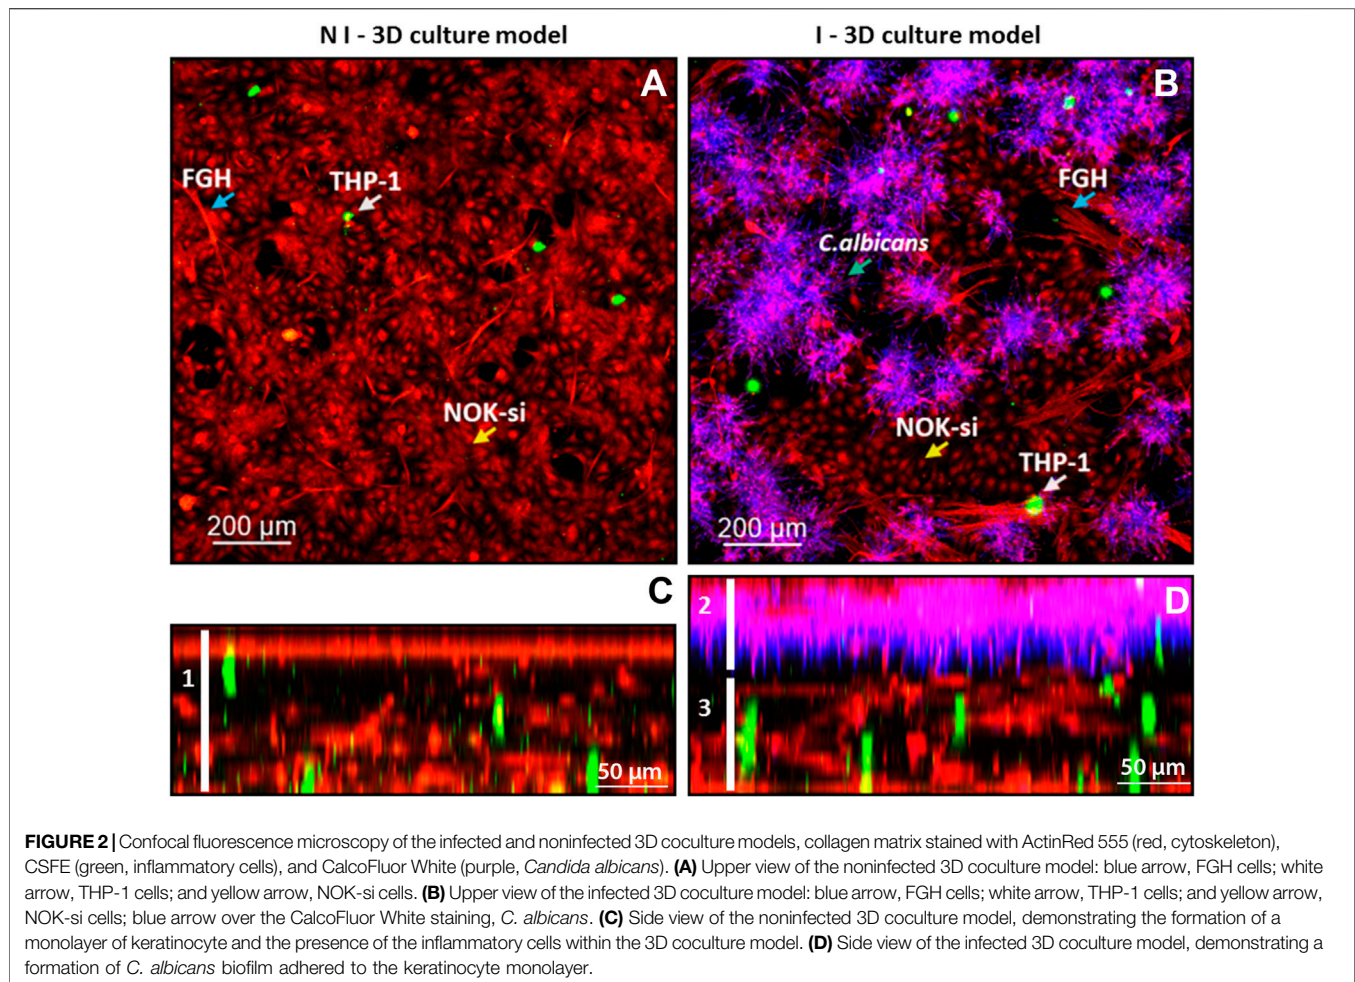 N I - 3D culture model
I - 3D culture model
A
FGH
THP-1
NOK-si
200 µm
B
FGH
C.albicans
NOK-si
THP-1
200 µm
C
1
50 µm
D
2
3
50 µm
FIGURE 2 | Confocal fluorescence microscopy of the infected and noninfected 3D coculture models, collagen matrix stained with ActinRed 555 (red, cytoskeleton),
CSFE (green, inflammatory cells), and CalcoFluor White (purple, Candida albicans). (A) Upper view of the noninfected 3D coculture model: blue arrow, FGH cells; white
arrow, THP-1 cells; and yellow arrow, NOK-si cells. (B) Upper view of the infected 3D coculture model: blue arrow, FGH cells; white arrow, THP-1 cells; and yellow arrow,
NOK-si cells; blue arrow over the CalcoFluor White staining, C. albicans. (C) Side view of the noninfected 3D coculture model, demonstrating the formation of a
monolayer of keratinocyte and the presence of the inflammatory cells within the 3D coculture model. (D) Side view of the infected 3D coculture model, demonstrating a
formation of C. albicans biofilm adhered to the keratinocyte monolayer.